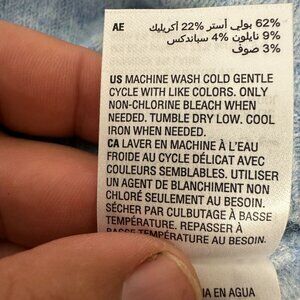 AE
62% بولي أستر 22% أكريليك
9% نايلون 4% سباندكس
3% صوف
US MACHINE WASH COLD GENTLE
CYCLE WITH LIKE COLORS. ONLY
NON-CHLORINE BLEACH WHEN
NEEDED. TUMBLE DRY LOW. COOL
IRON WHEN NEEDED.
CA LAVER EN MACHINE À L'EAU
FROIDE AU CYCLE DÉLICAT AVEC
COULEURS SEMBLABLES. UTILISER
UN AGENT DE BLANCHIMENT NON
CHLORÉ SEULEMENT AU BESOIN.
SÉCHER PAR CULBUTAGE À BASSE
TEMPÉRATURE. REPASSER À
BASSE TEMPÉRATURE AU BESOIN.
EN AGUA